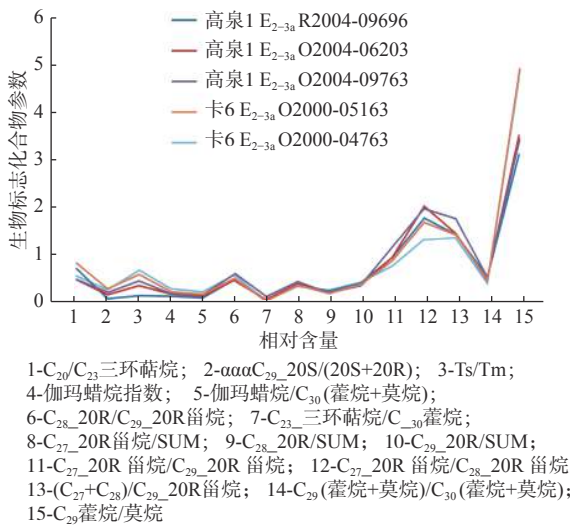 6
5
4
3
2
1
0
生物标志化合物参数
高泉1 E₂₋₃ₐ R2004-09696
高泉1 E₂₋₃ₐ O2004-06203
高泉1 E₂₋₃ₐ O2004-09763
卡6 E₂₋₃ₐ O2000-05163
卡6 E₂₋₃ₐ O2000-04763
1 2 3 4 5 6 7 8 9 10 11 12 13 14 15
相对含量
1-C₂₀/C₂₃三环萜烷； 2-αααC₂₉_20S/(20S+20R)； 3-Ts/Tm；
4-伽玛蜡烷指数； 5-伽玛蜡烷/C₃₀(藿烷+莫烷)；
6-C₂₈_20R/C₂₉_20R甾烷； 7-C₂₃_三环萜烷/C_₃₀藿烷；
8-C₂₇_20R甾烷/SUM； 9-C₂₈_20R/SUM； 10-C₂₉_20R/SUM；
11-C₂₇_20R 甾烷/C₂₉_20R 甾烷； 12-C₂₇_20R 甾烷/C₂₈_20R 甾烷
13-(C₂₇+C₂₈)/C₂₉_20R甾烷； 14-C₂₉(藿烷+莫烷)/C₃₀(藿烷+莫烷)；
15-C₂₉藿烷/莫烷